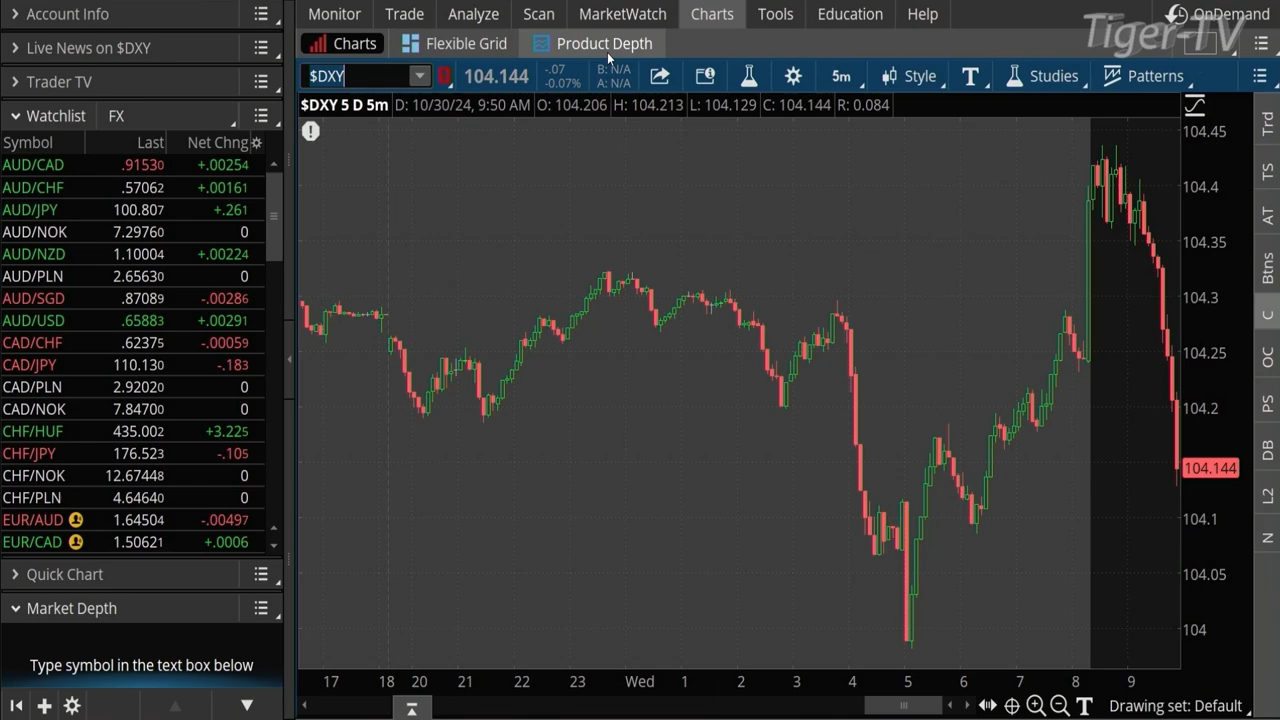 Account Info
Live News on $DXY
Trader TV
Watchlist FX
Symbol Last Net Chng
AUD/CAD .91530 +.00254
AUD/CHF .57062 +.00161
AUD/JPY 100.807 +.261
AUD/NOK 7.29760 0
AUD/NZD 1.10004 +.00224
AUD/PLN 2.65630 0
AUD/SGD .87089 -.00286
AUD/USD .65883 +.00291
CAD/CHF .62375 -.00059
CAD/JPY 110.130 -.183
CAD/PLN 2.92020 0
CAD/NOK 7.84700 0
CHF/HUF 435.002 +3.225
CHF/JPY 176.523 -.105
CHF/NOK 12.67448 0
CHF/PLN 4.64640 0
EUR/AUD 1.64504 -.00497
EUR/CAD 1.50621 +.0006
Quick Chart
Market Depth
Type symbol in the text box below
Monitor Trade Analyze Scan MarketWatch Charts Tools Education Help
OnDemand
Tiger-TV
Charts Flexible Grid Product Depth
$DXY 104.144 -.07 -0.07% B: N/A A: N/A 5m Style T Studies Patterns
$DXY 5 D 5m D: 10/30/24, 9:50 AM O: 104.206 H: 104.213 L: 104.129 C: 104.144 R: 0.084
104.45
104.4
104.35
104.3
104.25
104.2
104.144
104.1
104.05
104
17 18 20 21 22 23 Wed 1 2 3 4 5 6 7 8 9
T Drawing set: Default
Trd
TS
AT
Btns
C
OC
PS
DB
L2
N